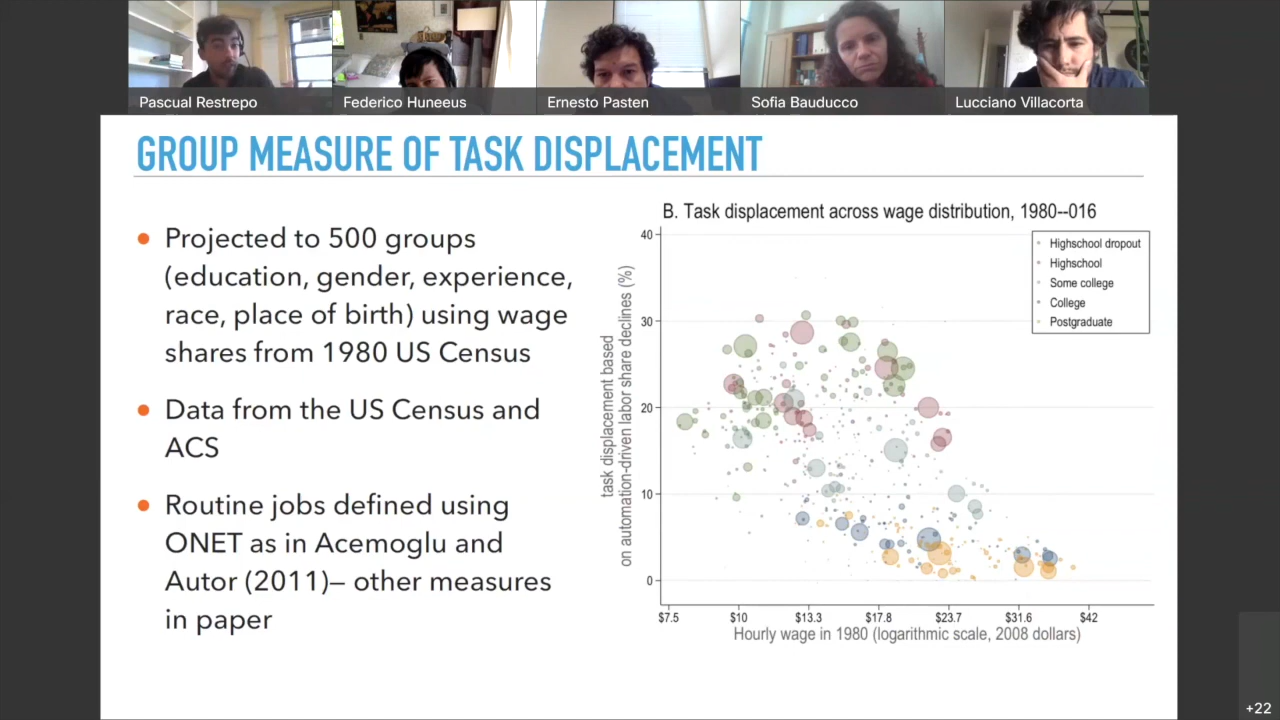 Pascual Restrepo
Federico Huneeus
Ernesto Pasten
Sofia Bauducco
Lucciano Villacorta
GROUP MEASURE OF TASK DISPLACEMENT
Projected to 500 groups
(education, gender, experience,
race, place of birth) using wage
shares from 1980 US Census
Data from the US Census and
ACS
Routine jobs defined using
ONET as in Acemoglu and
Autor (2011)– other measures
in paper
B. Task displacement across wage distribution, 1980--016
Highschool dropout
Highschool
Some college
College
Postgraduate
task displacement based
on automation-driven labor share declines (%)
40
30
20
10
0
$7.5
$10
$13.3
$17.8
$23.7
$31.6
$42
Hourly wage in 1980 (logarithmic scale, 2008 dollars)
+22